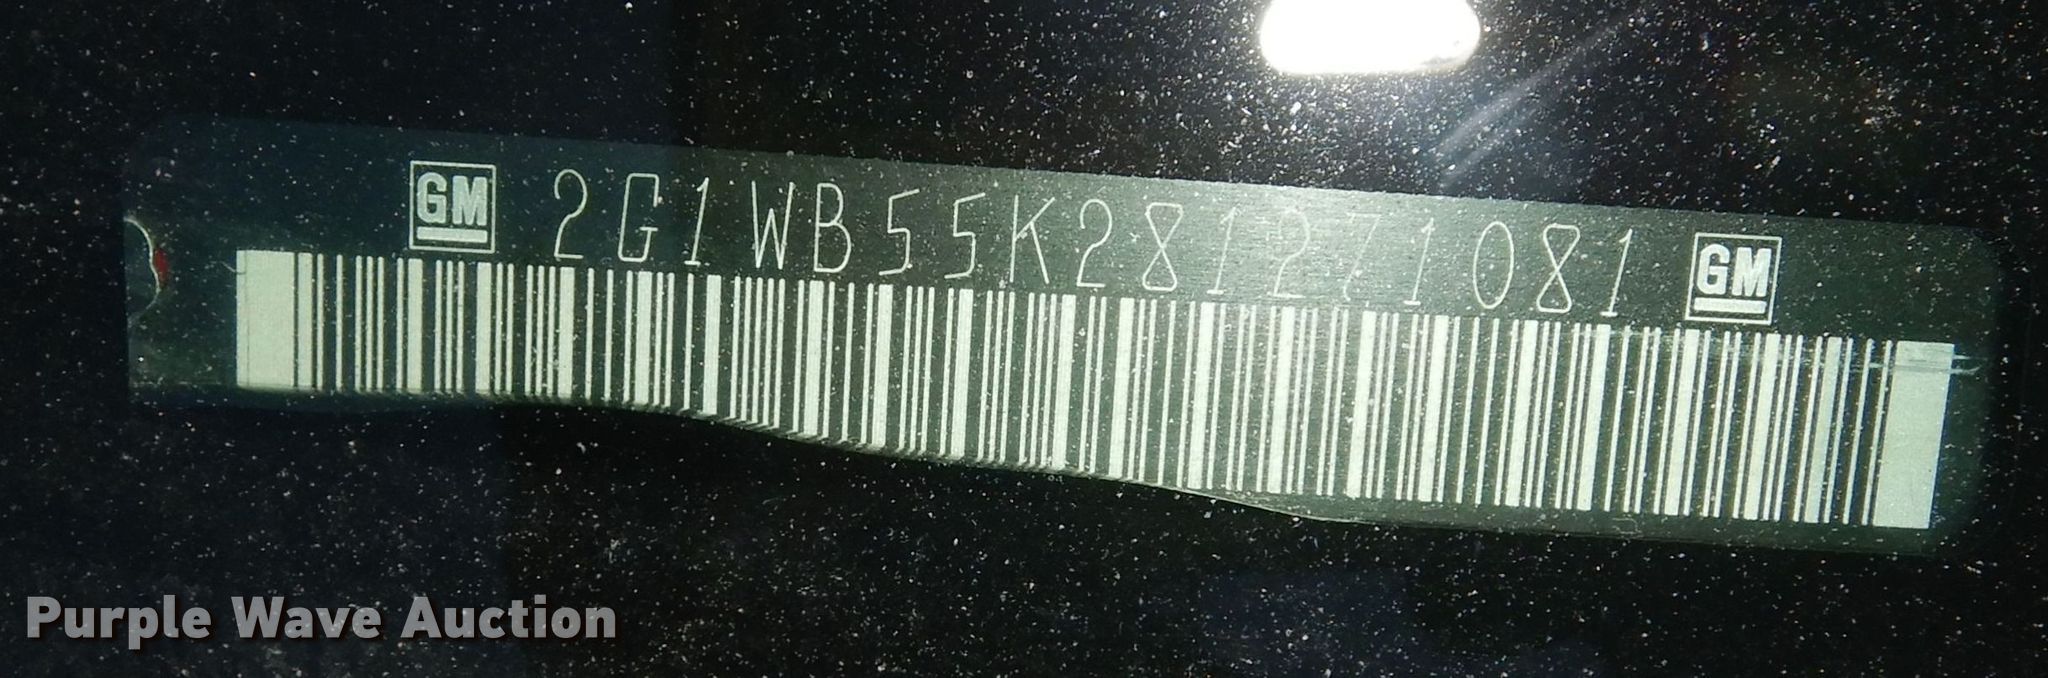 GM 2G1WB55K281271081 GM
Purple Wave Auction